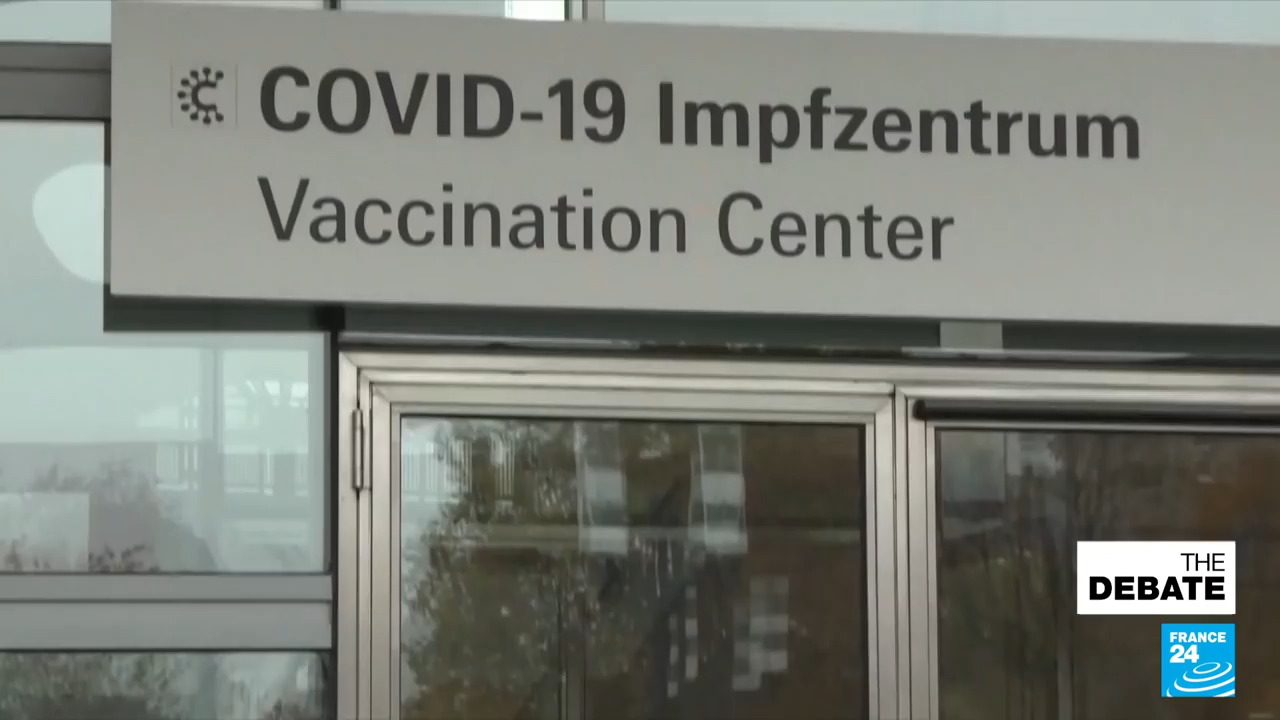 COVID-19 Impfzentrum
Vaccination Center
THE
DEBATE
FRANCE
24